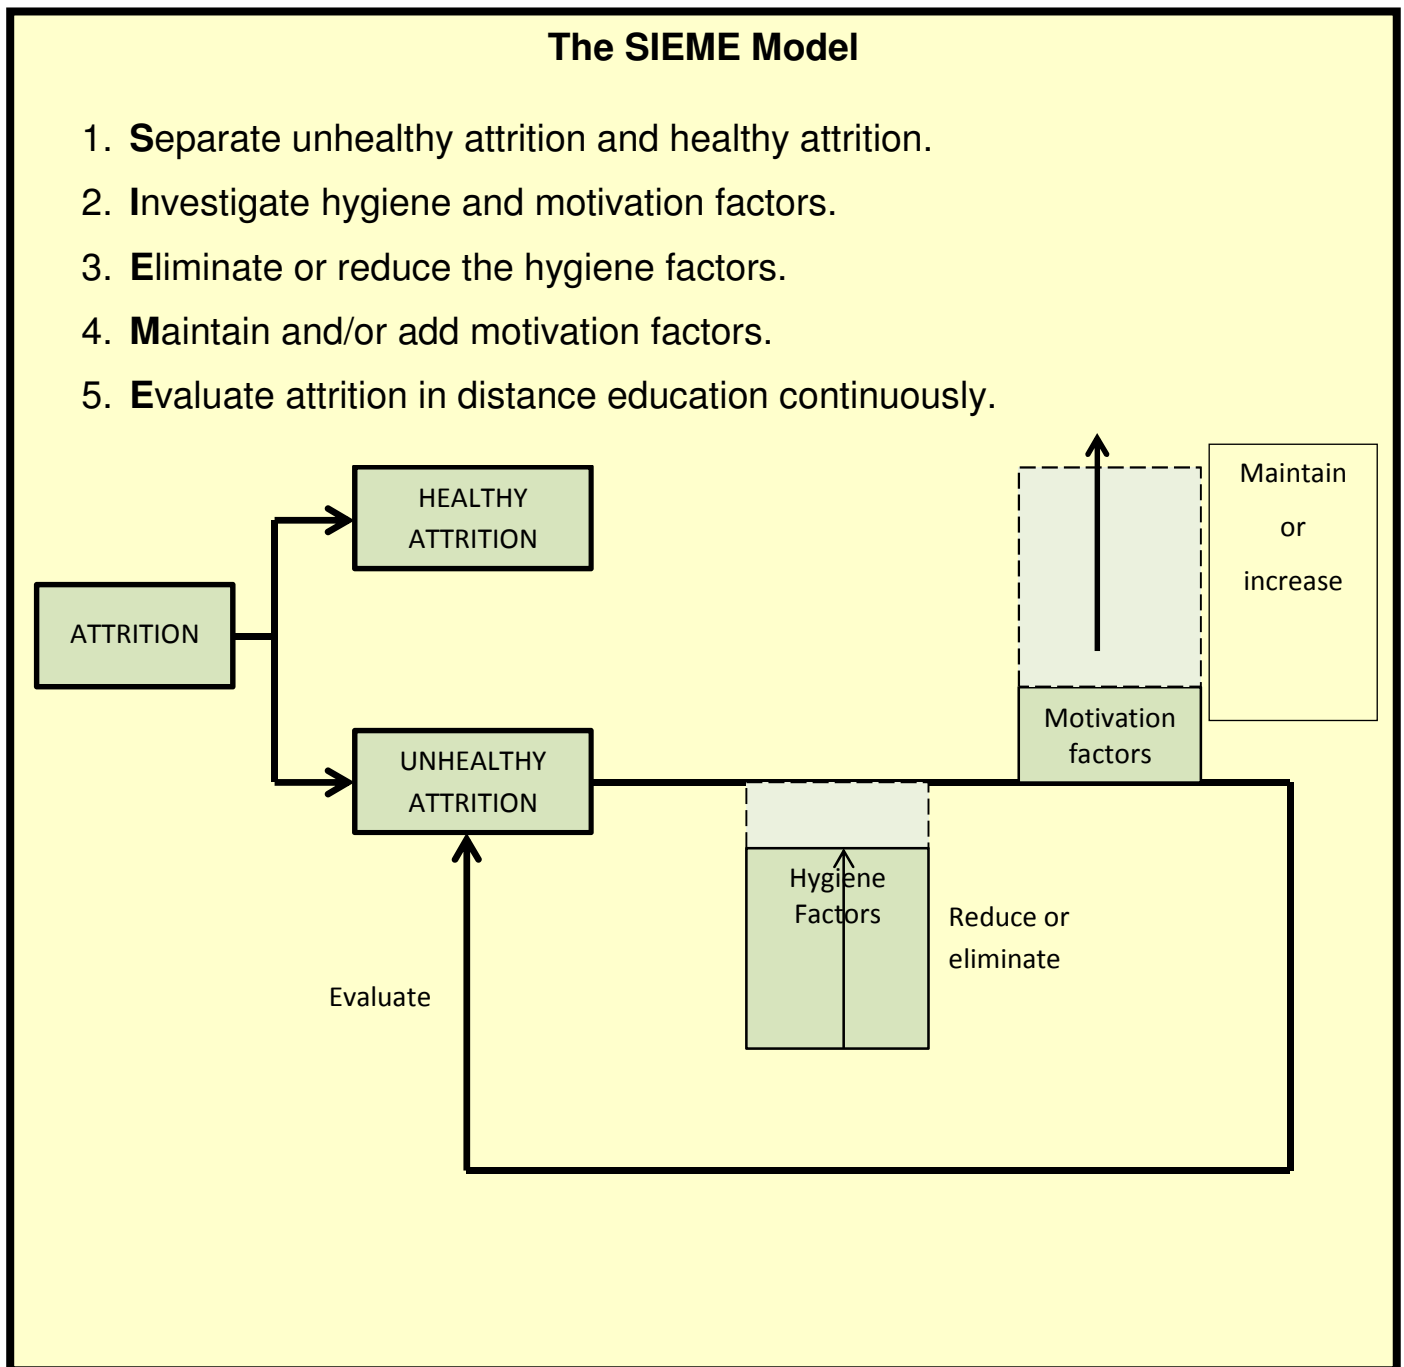 The SIEME Model
1. Separate unhealthy attrition and healthy attrition.
2. Investigate hygiene and motivation factors.
3. Eliminate or reduce the hygiene factors.
4. Maintain and/or add motivation factors.
5. Evaluate attrition in distance education continuously.
HEALTHY
ATTRITION
Maintain
or
increase
ATTRITION
Motivation
factors
UNHEALTHY
ATTRITION
Hygiene
Factors
Reduce or
eliminate
Evaluate